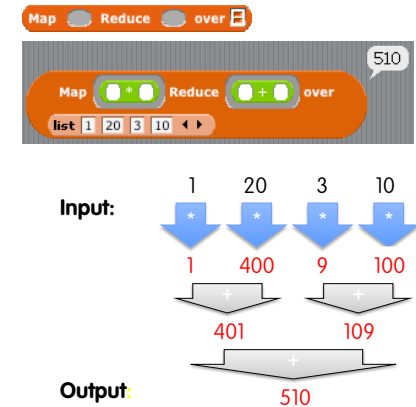 Map Reduce over
510
Map * Reduce + over
list 1 20 3 10
Input: 1 20 3 10
* * * *
1 400 9 100
+ +
401 109
+
Output: 510